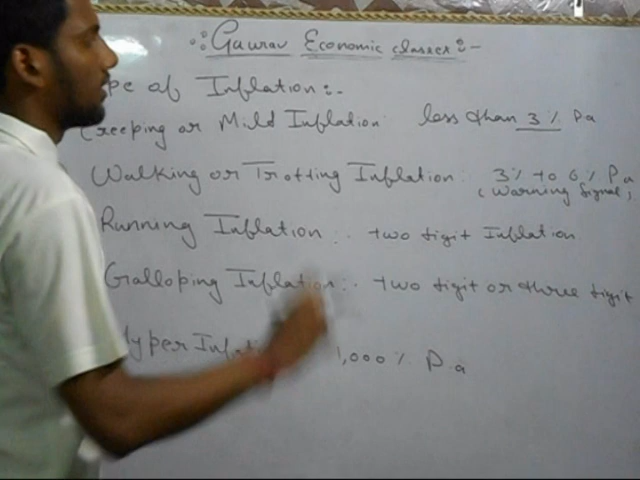 Gaurav Economic classes :-
pe of Inflation :-
Creeping or Mild Inflation less than 3% Pa
Walking or Trotting Inflation : 3% to 6% Pa
(Warning Signal)
Running Inflation : two digit Inflation
Galloping Inflation : two digit or three digit
Hyper 1,000% P.a